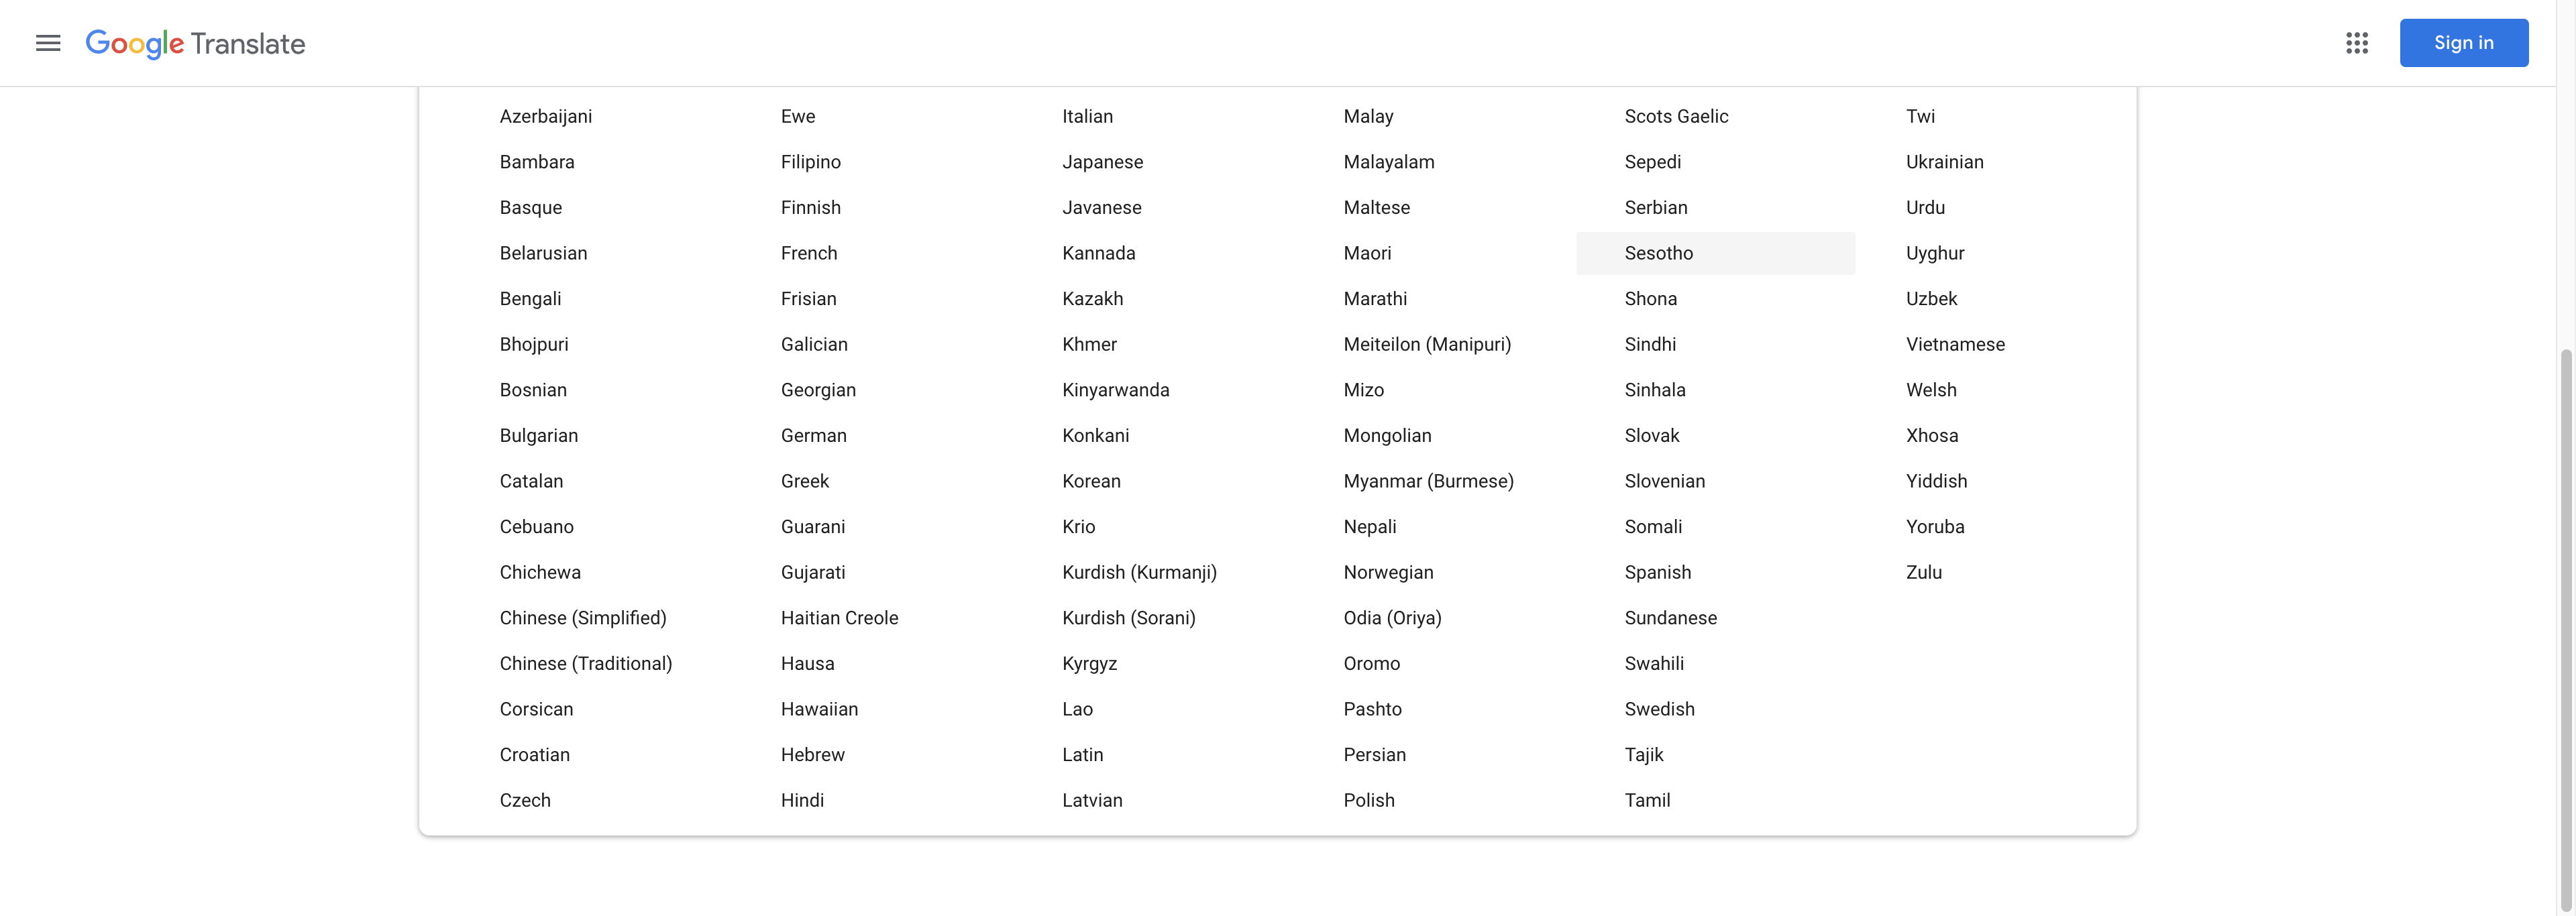 Google Translate
Sign in
Azerbaijani
Bambara
Basque
Belarusian
Bengali
Bhojpuri
Bosnian
Bulgarian
Catalan
Cebuano
Chichewa
Chinese (Simplified)
Chinese (Traditional)
Corsican
Croatian
Czech
Ewe
Filipino
Finnish
French
Frisian
Galician
Georgian
German
Greek
Guarani
Gujarati
Haitian Creole
Hausa
Hawaiian
Hebrew
Hindi
Italian
Japanese
Javanese
Kannada
Kazakh
Khmer
Kinyarwanda
Konkani
Korean
Krio
Kurdish (Kurmanji)
Kurdish (Sorani)
Kyrgyz
Lao
Latin
Latvian
Malay
Malayalam
Maltese
Maori
Marathi
Meiteilon (Manipuri)
Mizo
Mongolian
Myanmar (Burmese)
Nepali
Norwegian
Odia (Oriya)
Oromo
Pashto
Persian
Polish
Scots Gaelic
Sepedi
Serbian
Sesotho
Shona
Sindhi
Sinhala
Slovak
Slovenian
Somali
Spanish
Sundanese
Swahili
Swedish
Tajik
Tamil
Twi
Ukrainian
Urdu
Uyghur
Uzbek
Vietnamese
Welsh
Xhosa
Yiddish
Yoruba
Zulu